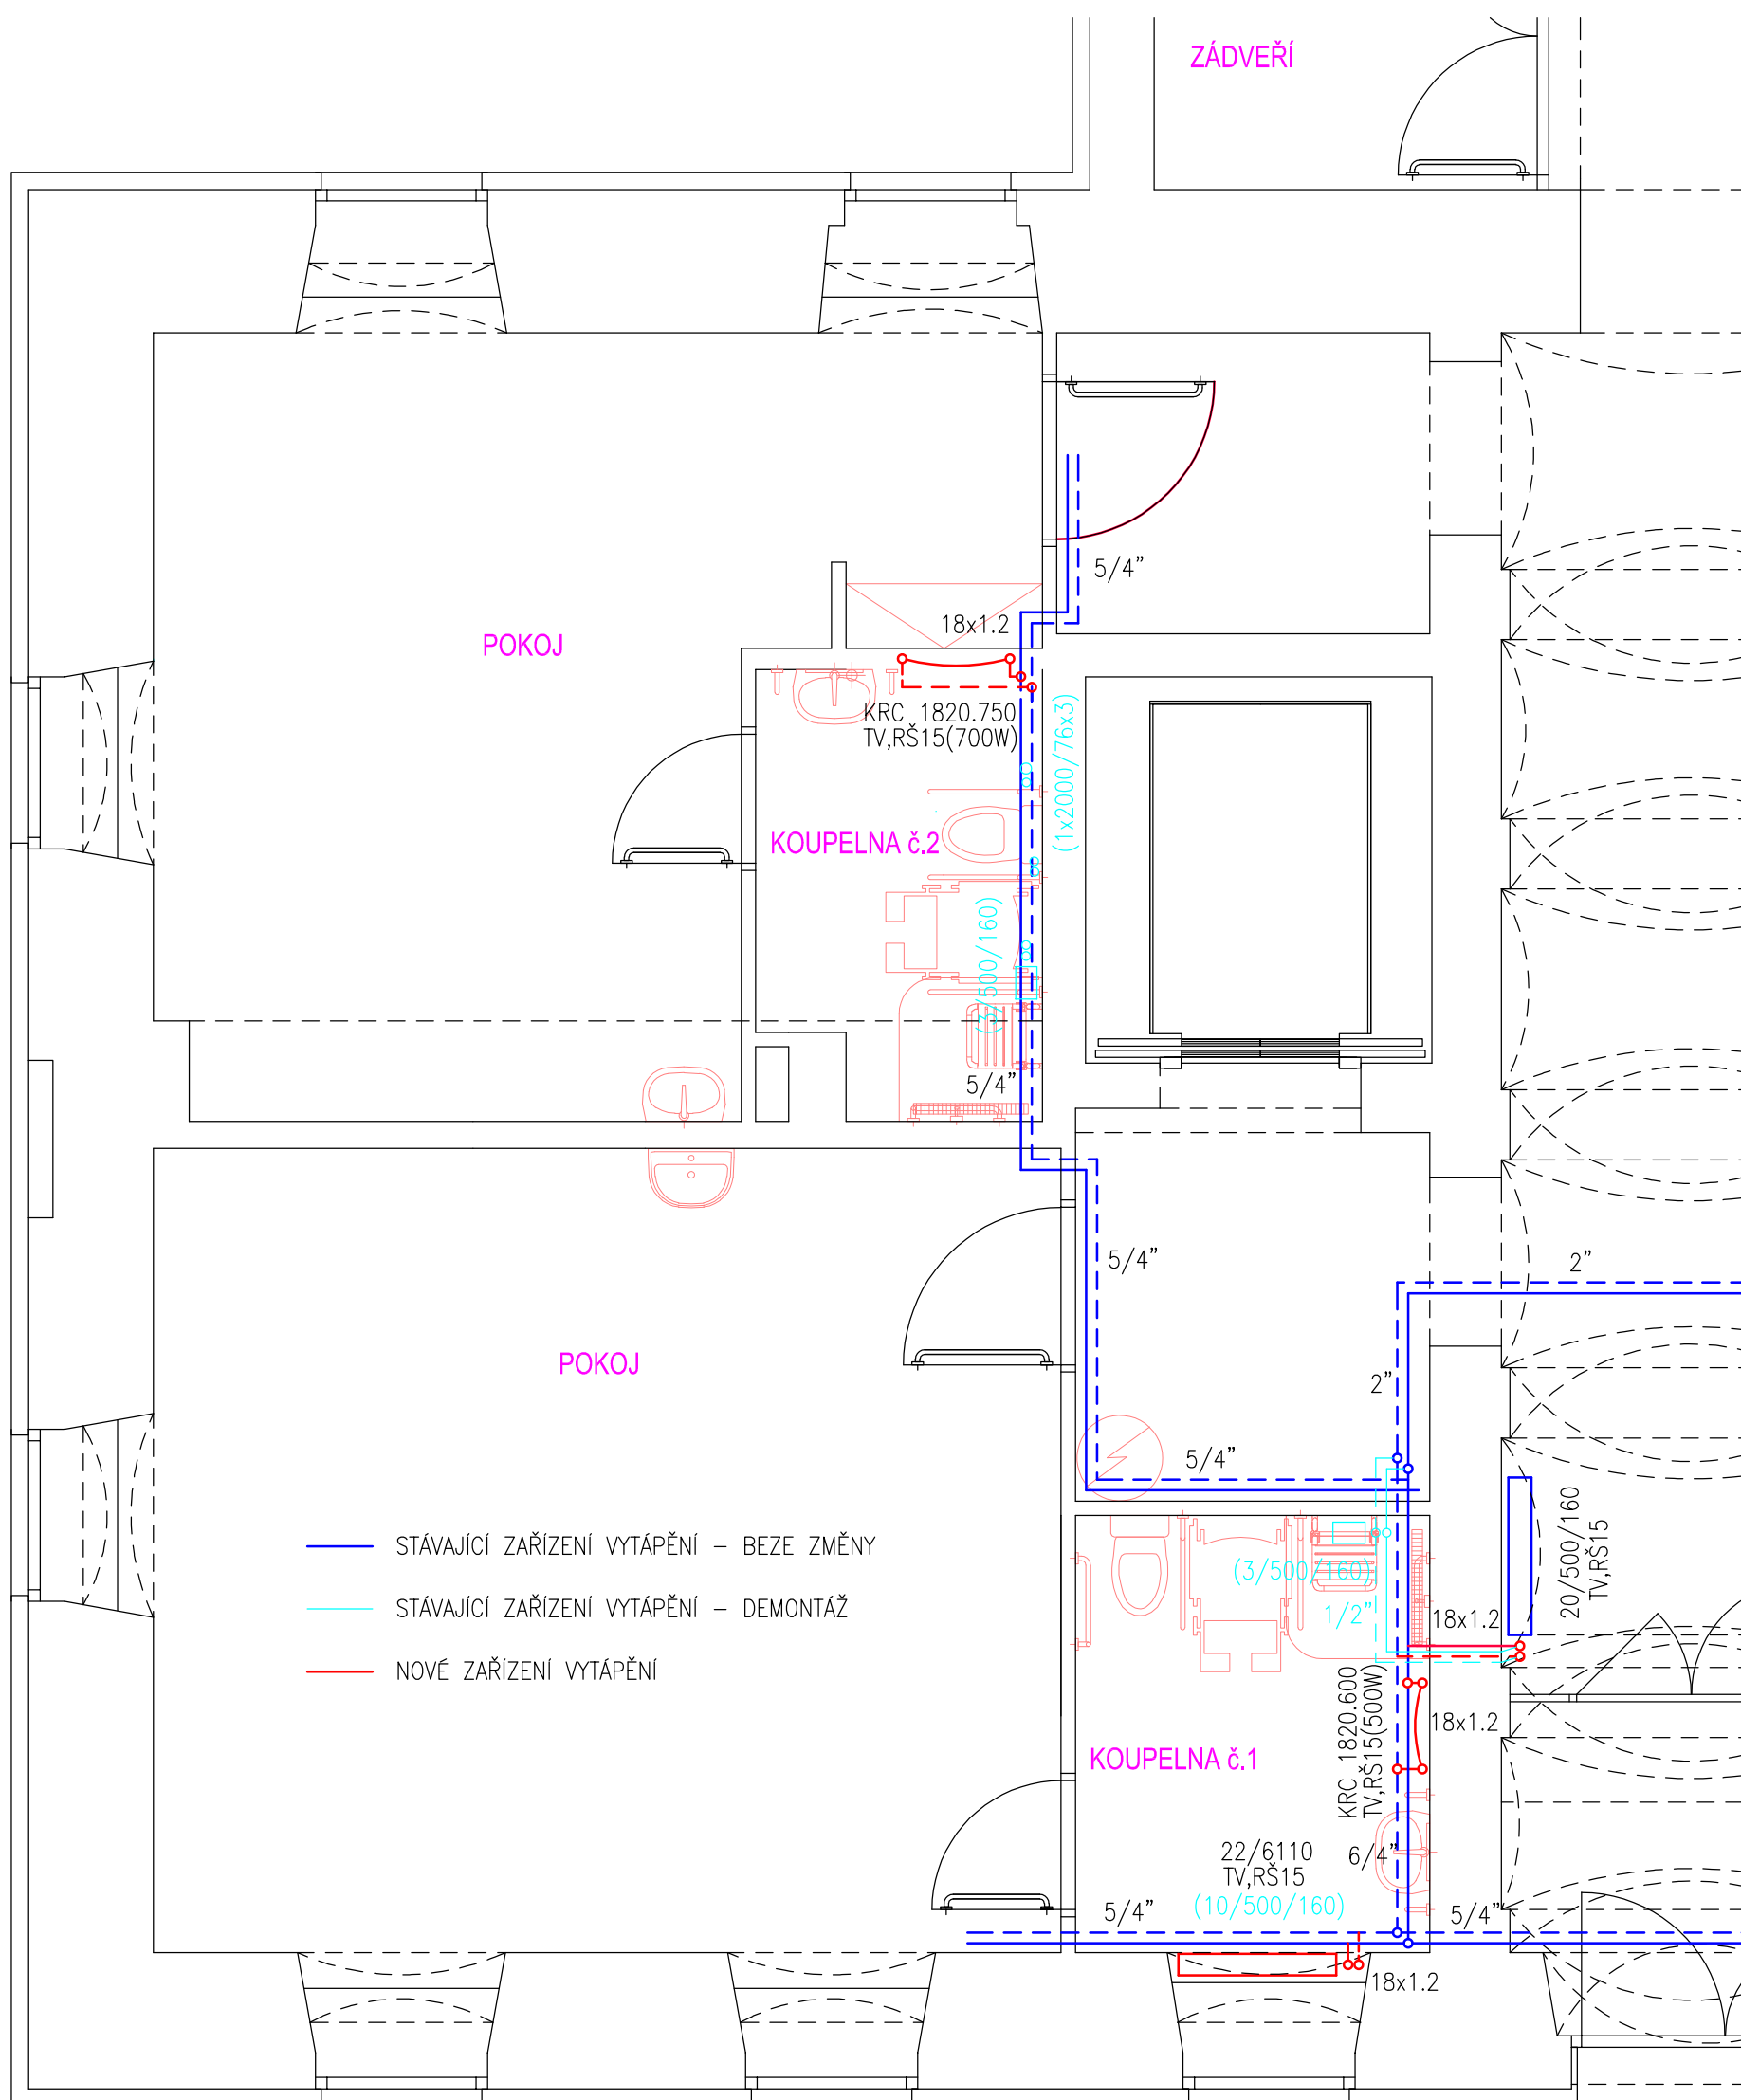 ZÁDVEŘÍ
5/4”
18x1.2
POKOJ
KRC 1820.750
TV,RŠ15(700W)
(1x2000/76x3)
KOUPELNA č.2
(3/500/160)
5/4”
5/4”
2”
POKOJ
2”
5/4”
20/500/160
TV,RŠ15
STÁVAJÍCÍ ZAŘÍZENÍ VYTÁPĚNÍ – BEZE ZMĚNY
(3/500/160)
STÁVAJÍCÍ ZAŘÍZENÍ VYTÁPĚNÍ – DEMONTÁŽ
1/2”
18x1.2
NOVÉ ZAŘÍZENÍ VYTÁPĚNÍ
KRC 1820.600
TV,RŠ15(500W)
18x1.2
KOUPELNA č.1
22/6110
TV,RŠ15
6/4”
(10/500/160)
5/4”
5/4”
18x1.2